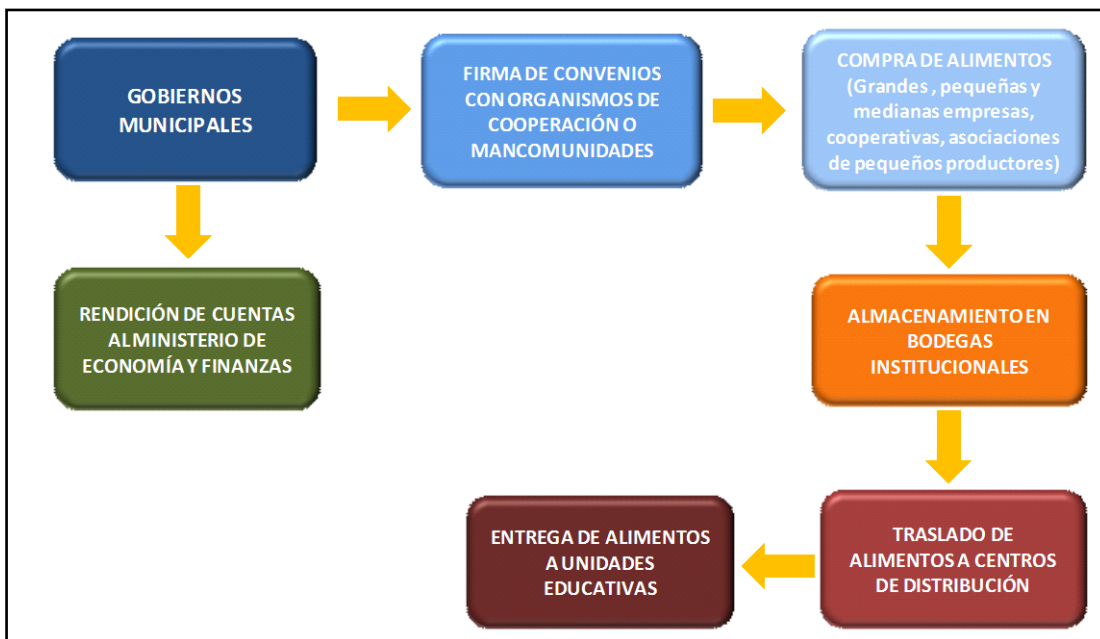 GOBIERNOS
MUNICIPALES
FIRMA DE CONVENIOS
CON ORGANISMOS DE
COOPERACIÓN O
MANCOMUNIDADES
COMPRA DE ALIMENTOS
(Grandes , pequeñas y
medianas empresas,
cooperativas, asociaciones
de pequeños productores)
RENDICIÓN DE CUENTAS
AL MINISTERIO DE
ECONOMÍA Y FINANZAS
ALMACENAMIENTO EN
BODEGAS
INSTITUCIONALES
ENTREGA DE ALIMENTOS
A UNIDADES
EDUCATIVAS
TRASLADO DE
ALIMENTOS A CENTROS
DE DISTRIBUCIÓN